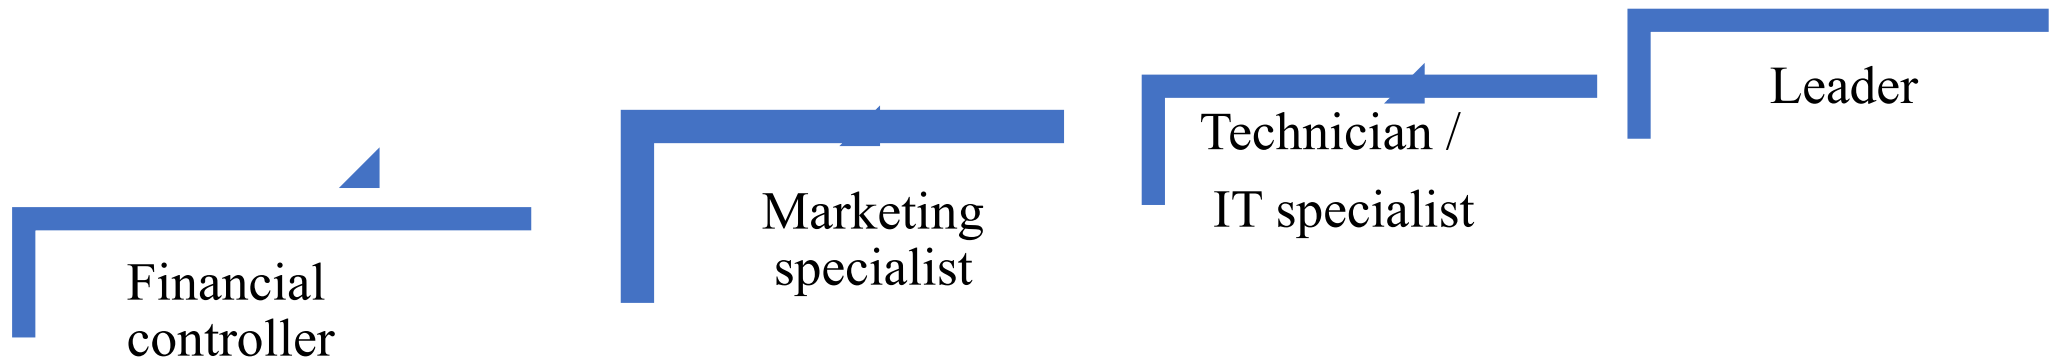 Financial
controller
Marketing
specialist
Technician /
IT specialist
Leader